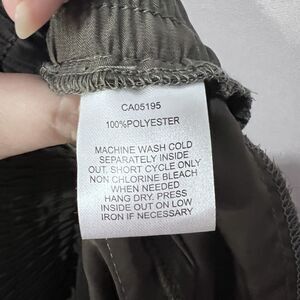 CA05195
100%POLYESTER
MACHINE WASH COLD
SEPARATELY INSIDE
OUT. SHORT CYCLE ONLY
NON CHLORINE BLEACH
WHEN NEEDED
HANG DRY. PRESS
INSIDE OUT ON LOW
IRON IF NECESSARY